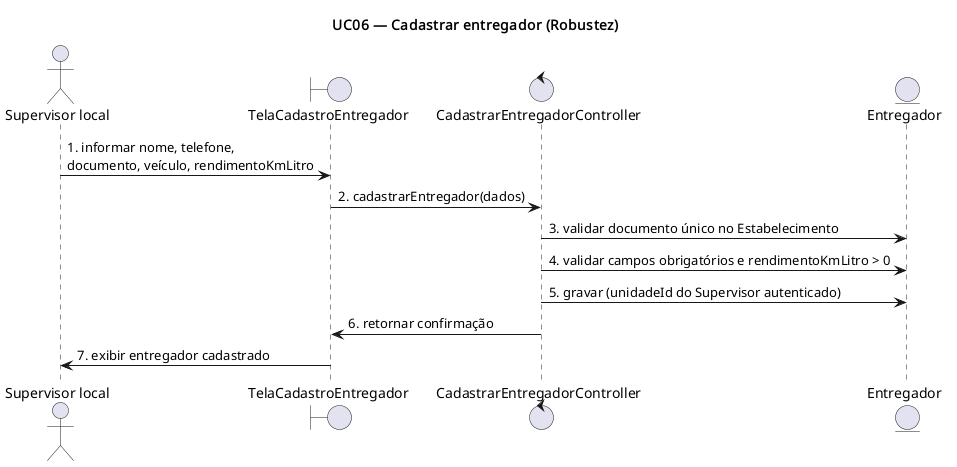 UC06 — Cadastrar entregador (Robustez)
Supervisor local
TelaCadastroEntregador
CadastrarEntregadorController
Entregador
1. informar nome, telefone,
documento, veículo, rendimentoKmLitro
2. cadastrarEntregador(dados)
3. validar documento único no Estabelecimento
4. validar campos obrigatórios e rendimentoKmLitro > 0
5. gravar (unidadeId do Supervisor autenticado)
6. retornar confirmação
7. exibir entregador cadastrado
Supervisor local
TelaCadastroEntregador
CadastrarEntregadorController
Entregador